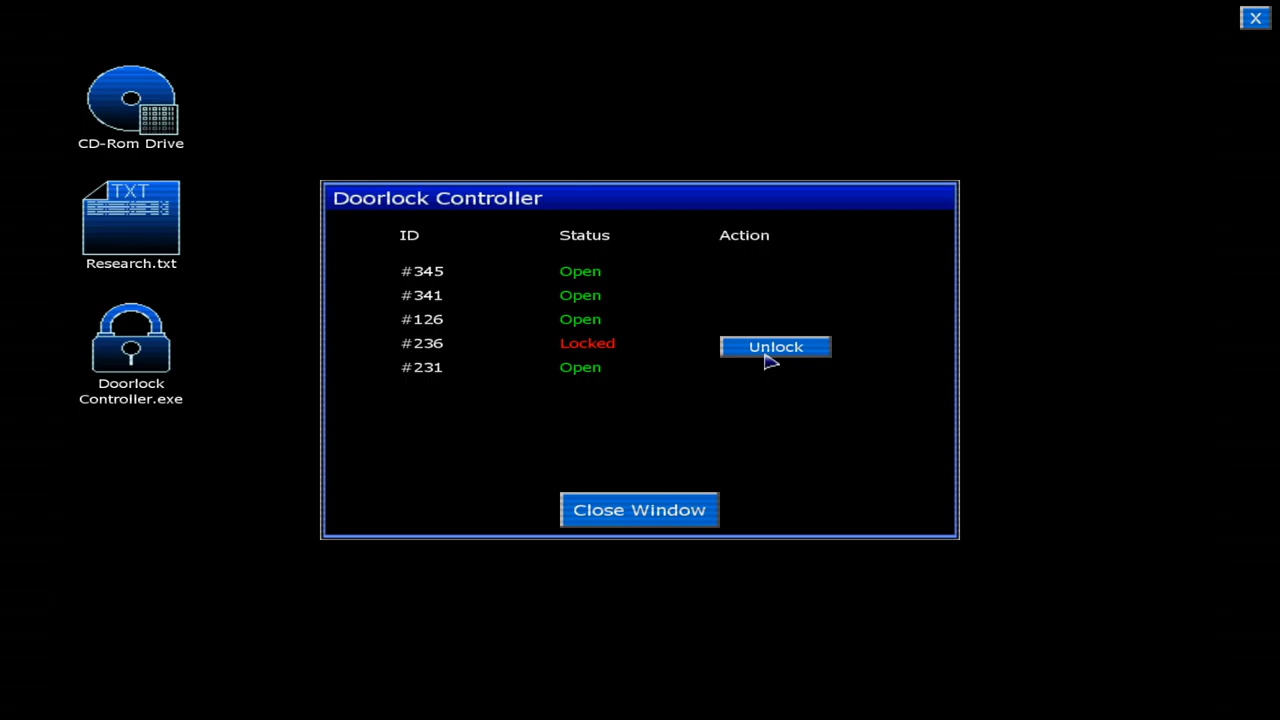 X
CD-Rom Drive
TXT
Research.txt
Doorlock
Controller.exe
Doorlock Controller
ID Status Action
#345 Open
#341 Open
#126 Open
#236 Locked Unlock
#231 Open
Close Window